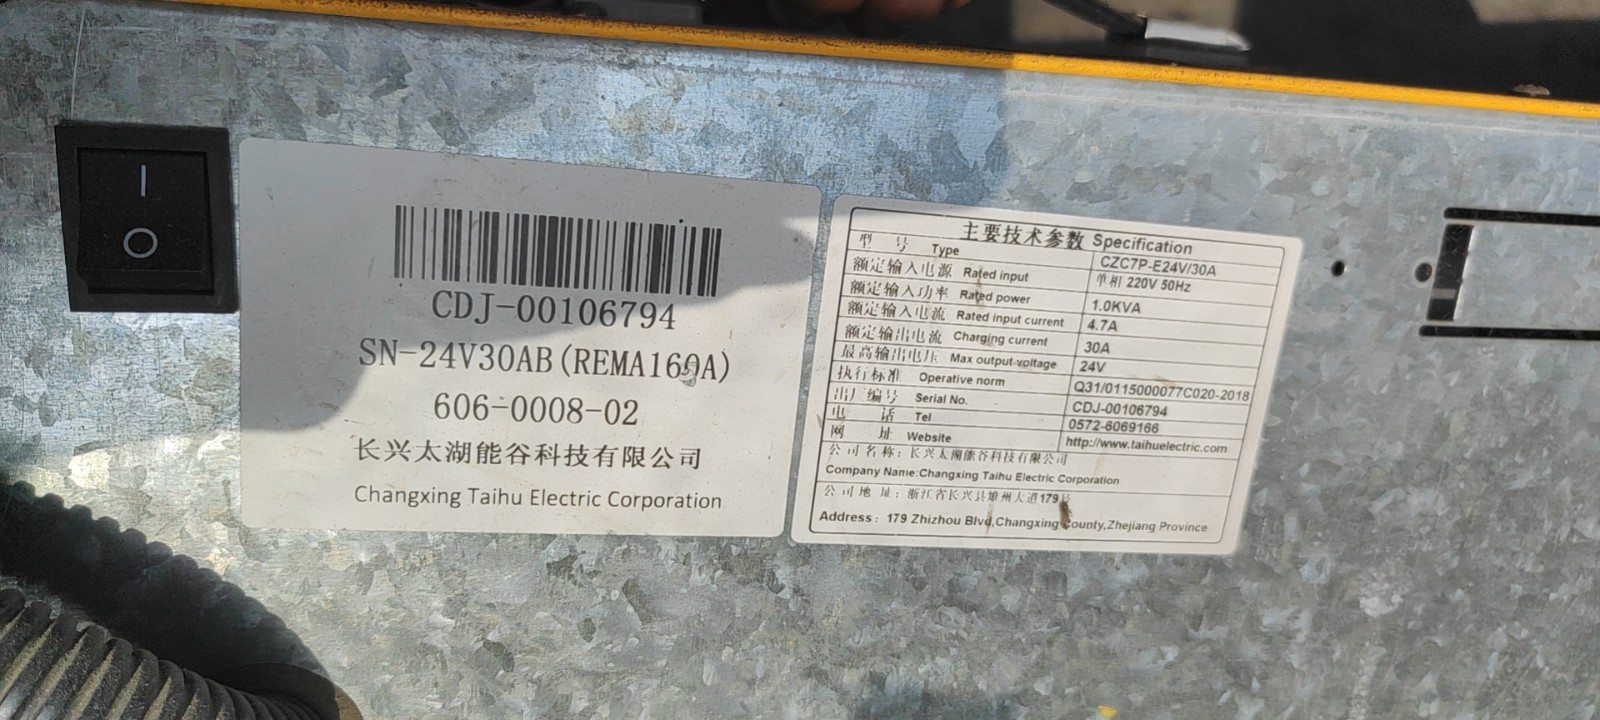 CDJ-00106794
SN-24V30AB(REMA160A)
606-0008-02
长兴太湖能谷科技有限公司
Changxing Taihu Electric Corporation
主要技术参数 Specification
型 号 Type CZC7P-E24V/30A
额定输入电源 Rated input 单相 220V 50Hz
额定输入功率 Rated power 1.0KVA
额定输入电流 Rated input current 4.7A
额定输出电流 Charging current 30A
最高输出电压 Max output voltage 24V
执行标准 Operative norm Q31/0115000077C020-2018
出厂编号 Serial No. CDJ-00106794
电 话 Tel 0572-6069166
网 址 Website http://www.taihuelectric.com
公司名称：长兴太湖能谷科技有限公司
Company Name:Changxing Taihu Electric Corporation
公司地址：浙江省长兴县雉州大道179号
Address：179 Zhizhou Blvd,Changxing County,Zhejiang Province